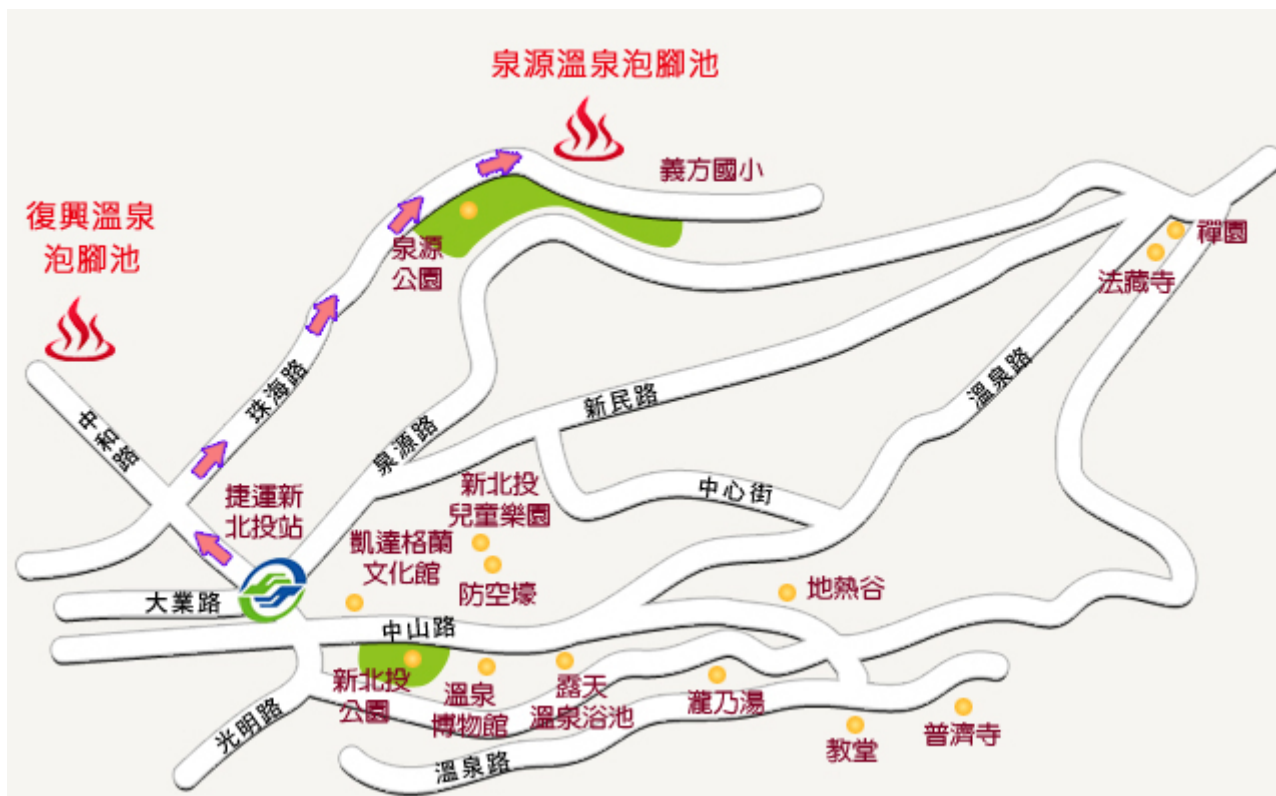 泉源溫泉泡腳池
義方國小
復興溫泉
泡腳池
泉源
公園
禪園
法藏寺
珠海路
中和路
泉源路
新民路
溫泉路
中心街
捷運新
北投站
新北投
兒童樂園
凱達格蘭
文化館
防空壕
地熱谷
大業路
中山路
新北投
公園
溫泉
博物館
露天
溫泉浴池
瀧乃湯
教堂
普濟寺
光明路
溫泉路